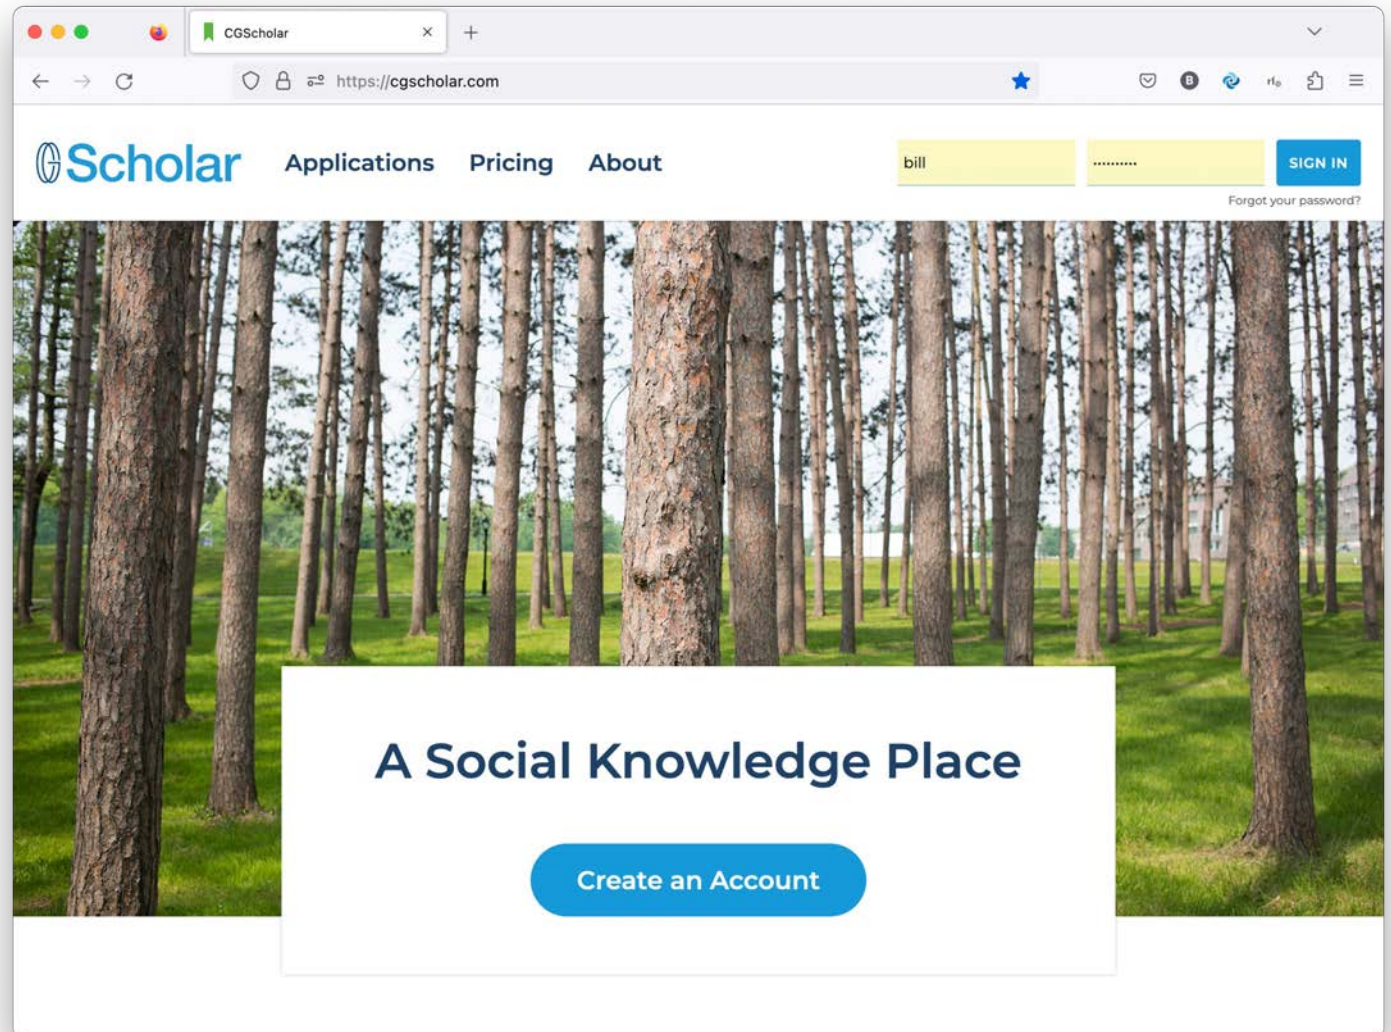 CGScholar
https://cgscholar.com
Scholar
Applications Pricing About
bill
SIGN IN
Forgot your password?
A Social Knowledge Place
Create an Account